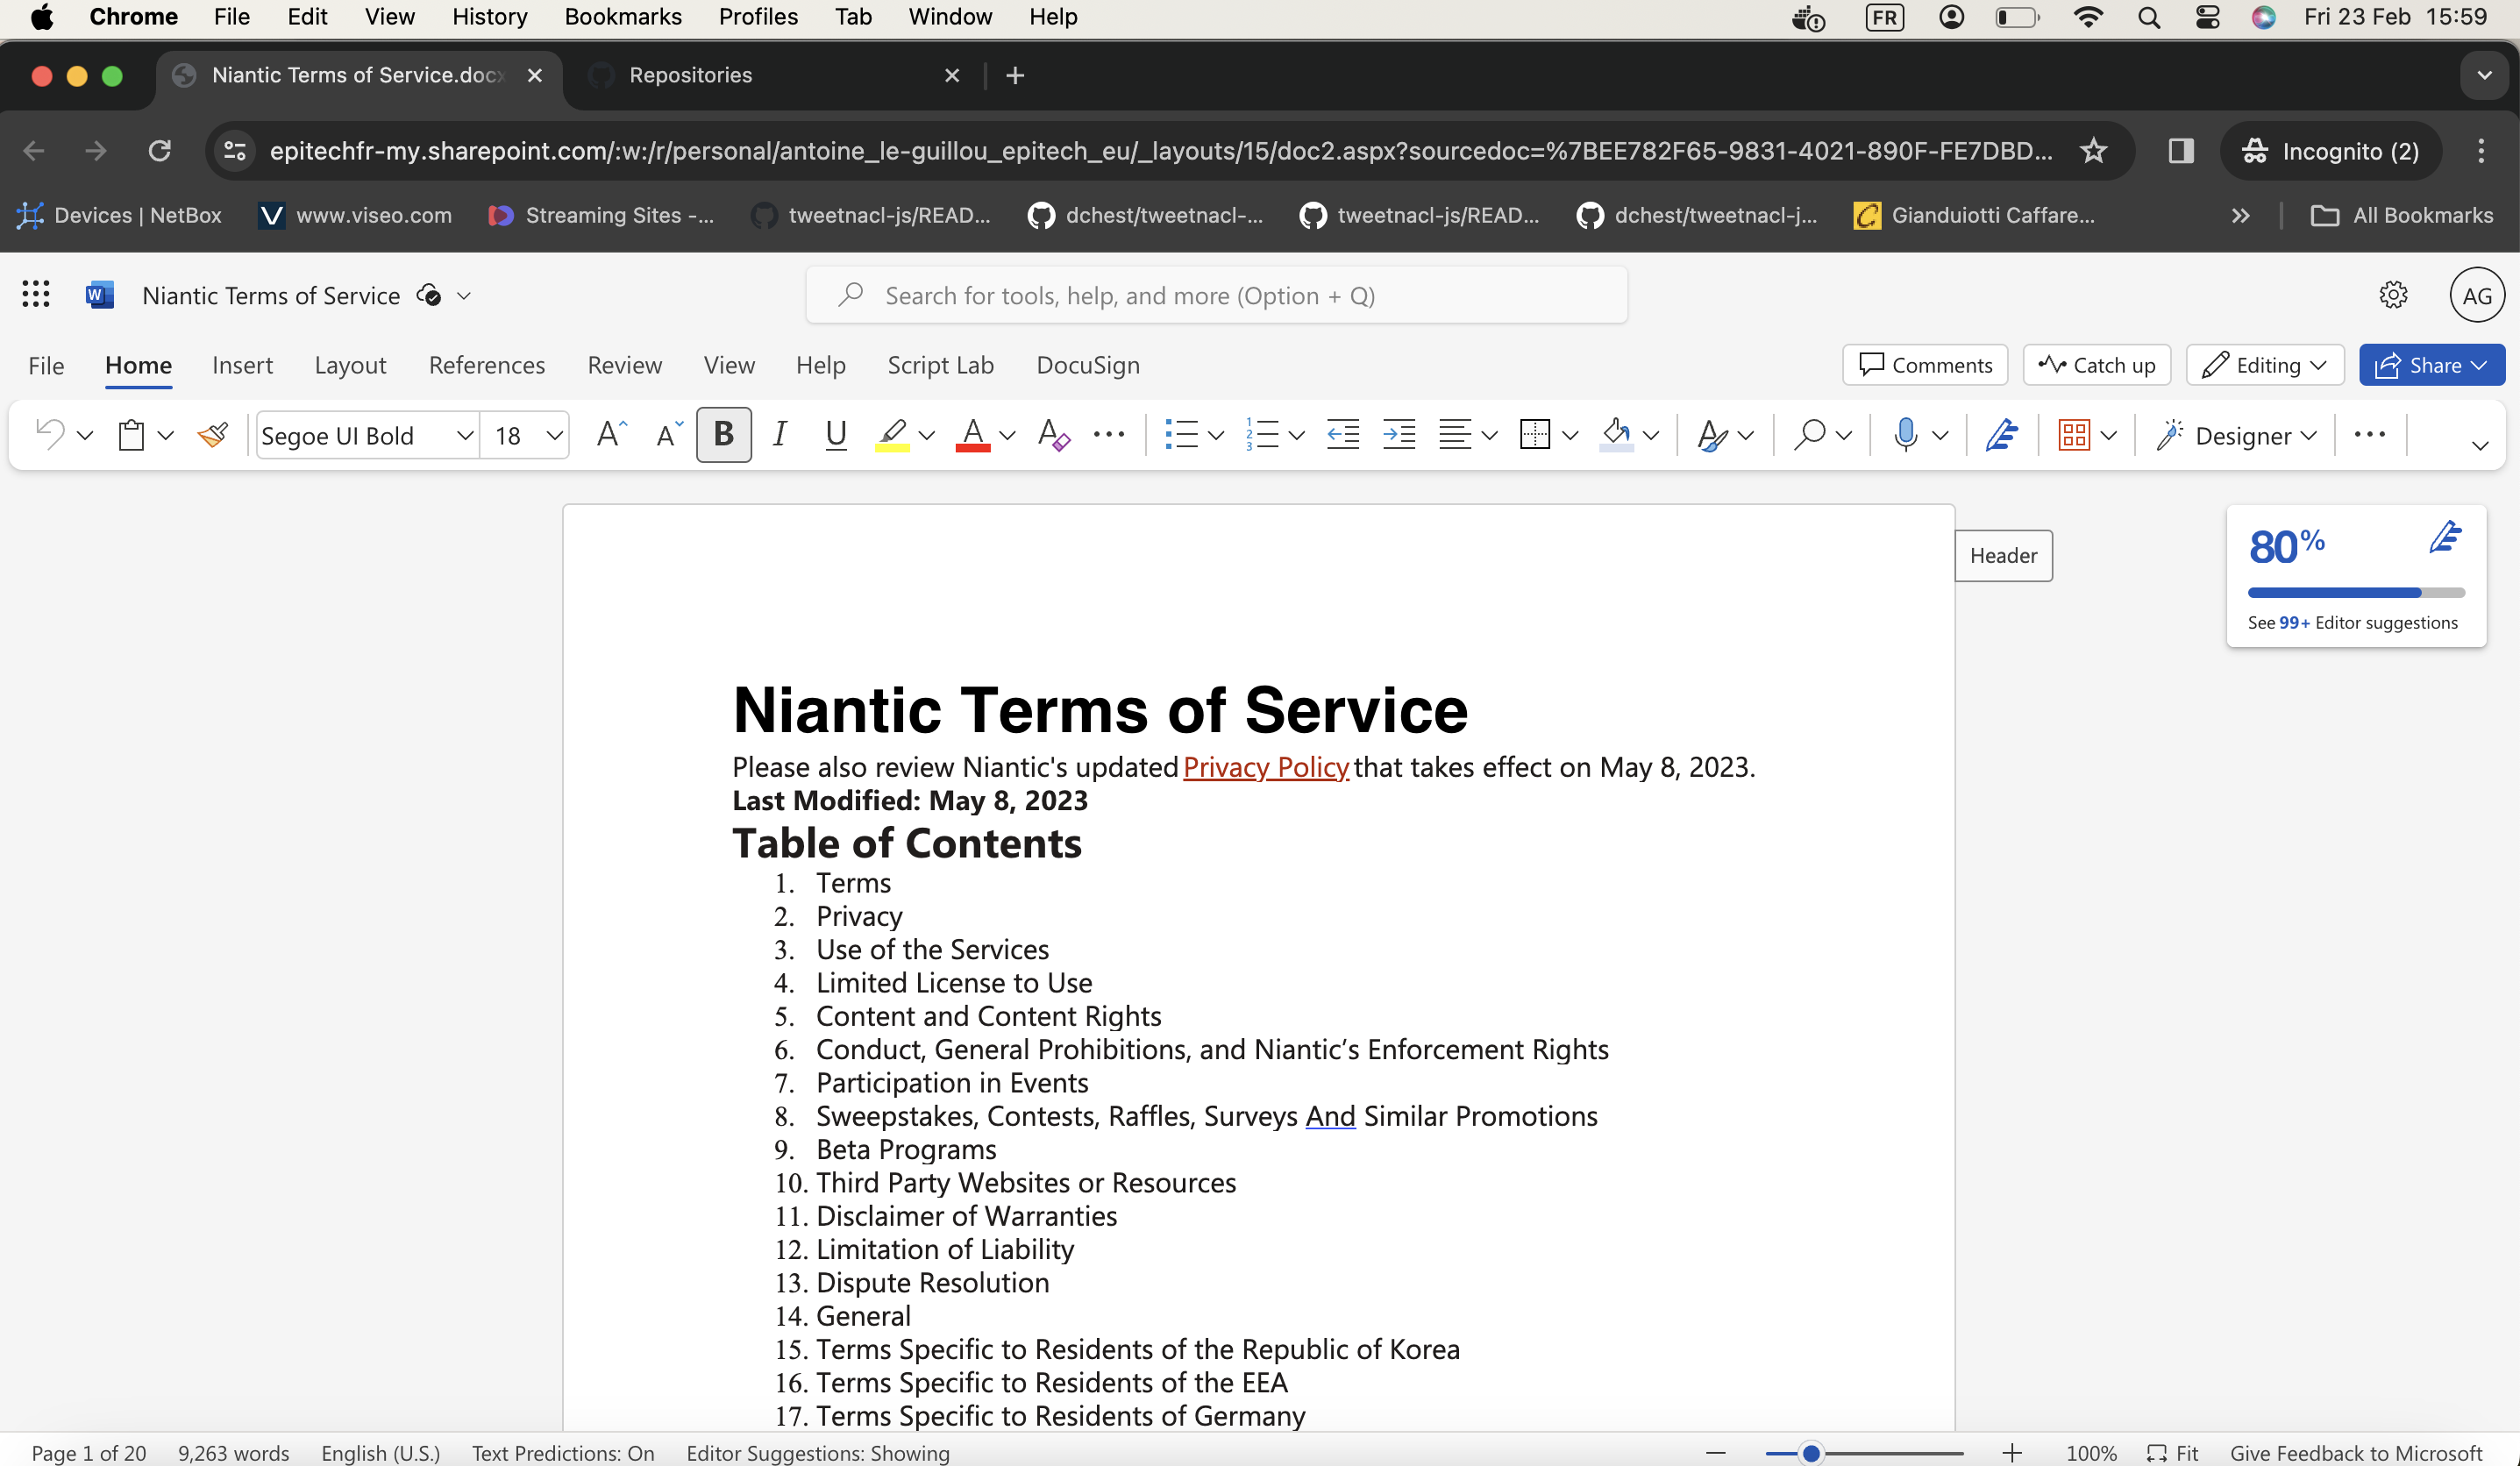 Chrome File Edit View History Bookmarks Profiles Tab Window Help FR Fri 23 Feb 15:59
Niantic Terms of Service.docx Repositories
epitechfr-my.sharepoint.com/:w:/r/personal/antoine_le-guillou_epitech_eu/_layouts/15/doc2.aspx?sourcedoc=%7BEE782F65-9831-4021-890F-FE7DBD... Incognito (2)
Devices | NetBox www.viseo.com Streaming Sites -... tweetnacl-js/READ... dchest/tweetnacl-... tweetnacl-js/READ... dchest/tweetnacl-j... Gianduiotti Caffare... » All Bookmarks
W Niantic Terms of Service Search for tools, help, and more (Option + Q) AG
File Home Insert Layout References Review View Help Script Lab DocuSign Comments Catch up Editing Share
Segoe UI Bold 18 A A B I U A A Designer
Header
80%
See 99+ Editor suggestions
Niantic Terms of Service
Please also review Niantic's updated Privacy Policy that takes effect on May 8, 2023.
Last Modified: May 8, 2023
Table of Contents
1. Terms
2. Privacy
3. Use of the Services
4. Limited License to Use
5. Content and Content Rights
6. Conduct, General Prohibitions, and Niantic’s Enforcement Rights
7. Participation in Events
8. Sweepstakes, Contests, Raffles, Surveys And Similar Promotions
9. Beta Programs
10. Third Party Websites or Resources
11. Disclaimer of Warranties
12. Limitation of Liability
13. Dispute Resolution
14. General
15. Terms Specific to Residents of the Republic of Korea
16. Terms Specific to Residents of the EEA
17. Terms Specific to Residents of Germany
Page 1 of 20 9,263 words English (U.S.) Text Predictions: On Editor Suggestions: Showing 100% Fit Give Feedback to Microsoft